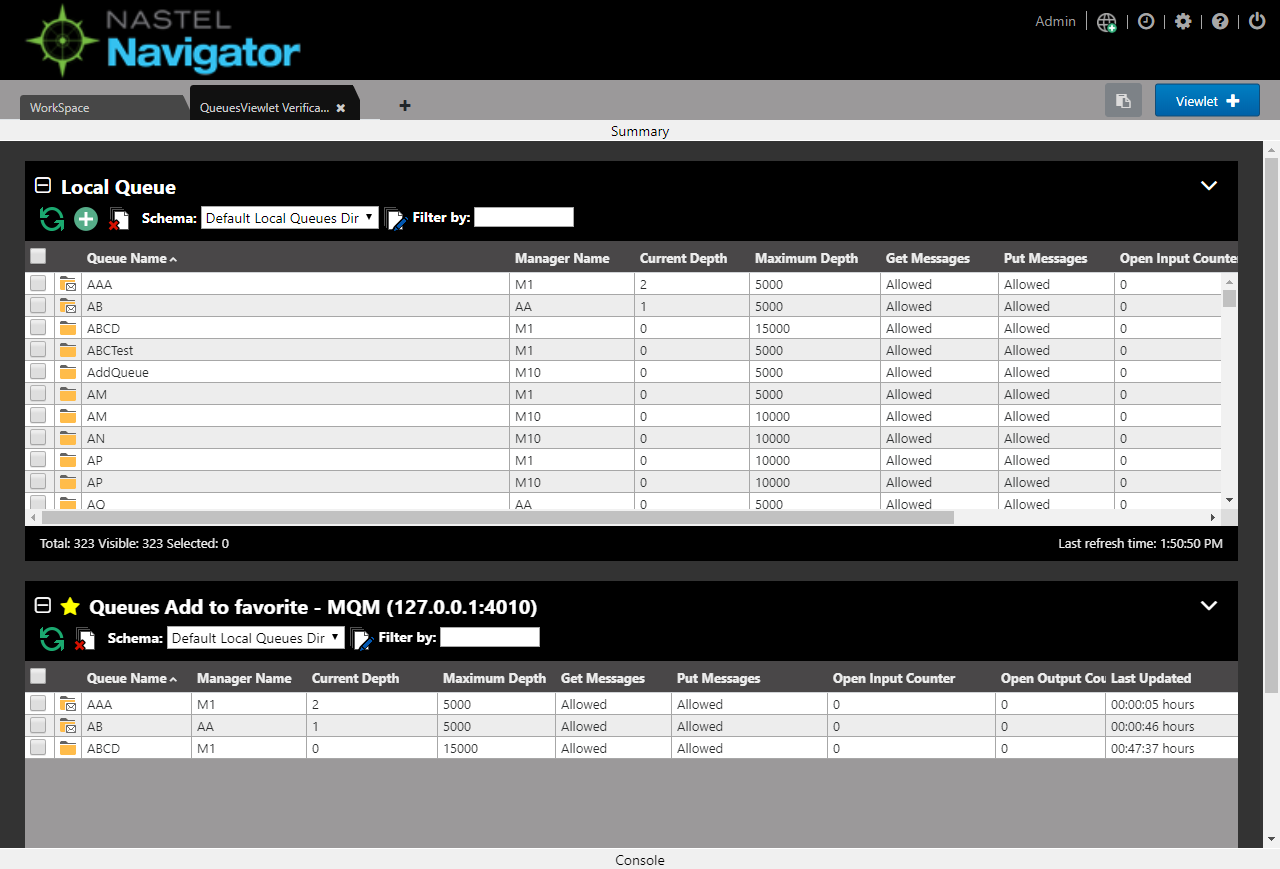 NASTEL
Navigator
Admin
WorkSpace
QueuesViewlet Verifica...
Viewlet
Summary
Local Queue
Schema: Default Local Queues Dir Filter by:
Queue Name Manager Name Current Depth Maximum Depth Get Messages Put Messages Open Input Counter
AAA M1 2 5000 Allowed Allowed 0
AB AA 1 5000 Allowed Allowed 0
ABCD M1 0 15000 Allowed Allowed 0
ABCTest M1 0 5000 Allowed Allowed 0
AddQueue M10 0 5000 Allowed Allowed 0
AM M1 0 5000 Allowed Allowed 0
AM M10 0 10000 Allowed Allowed 0
AN M10 0 10000 Allowed Allowed 0
AP M1 0 10000 Allowed Allowed 0
AP M10 0 10000 Allowed Allowed 0
AA 0 5000 Allowed Allowed 0
Total: 323 Visible: 323 Selected: 0
Last refresh time: 1:50:50 PM
Queues Add to favorite - MQM (127.0.0.1:4010)
Schema: Default Local Queues Dir Filter by:
Queue Name Manager Name Current Depth Maximum Depth Get Messages Put Messages Open Input Counter Open Output Cou Last Updated
AAA M1 2 5000 Allowed Allowed 0 0 00:00:05 hours
AB AA 1 5000 Allowed Allowed 0 0 00:00:46 hours
ABCD M1 0 15000 Allowed Allowed 0 0 00:47:37 hours
Console